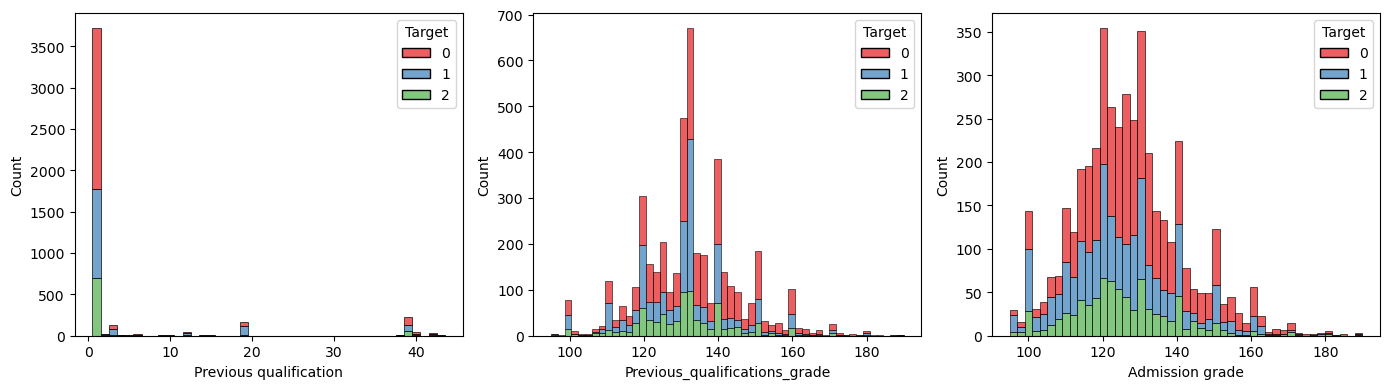 Target
0
1
2
3500
3000
2500
2000
1500
1000
500
0
Count
0 10 20 30 40
Previous qualification
Target
0
1
2
700
600
500
400
300
200
100
0
Count
100 120 140 160 180
Previous_qualifications_grade
Target
0
1
2
350
300
250
200
150
100
50
0
Count
100 120 140 160 180
Admission grade